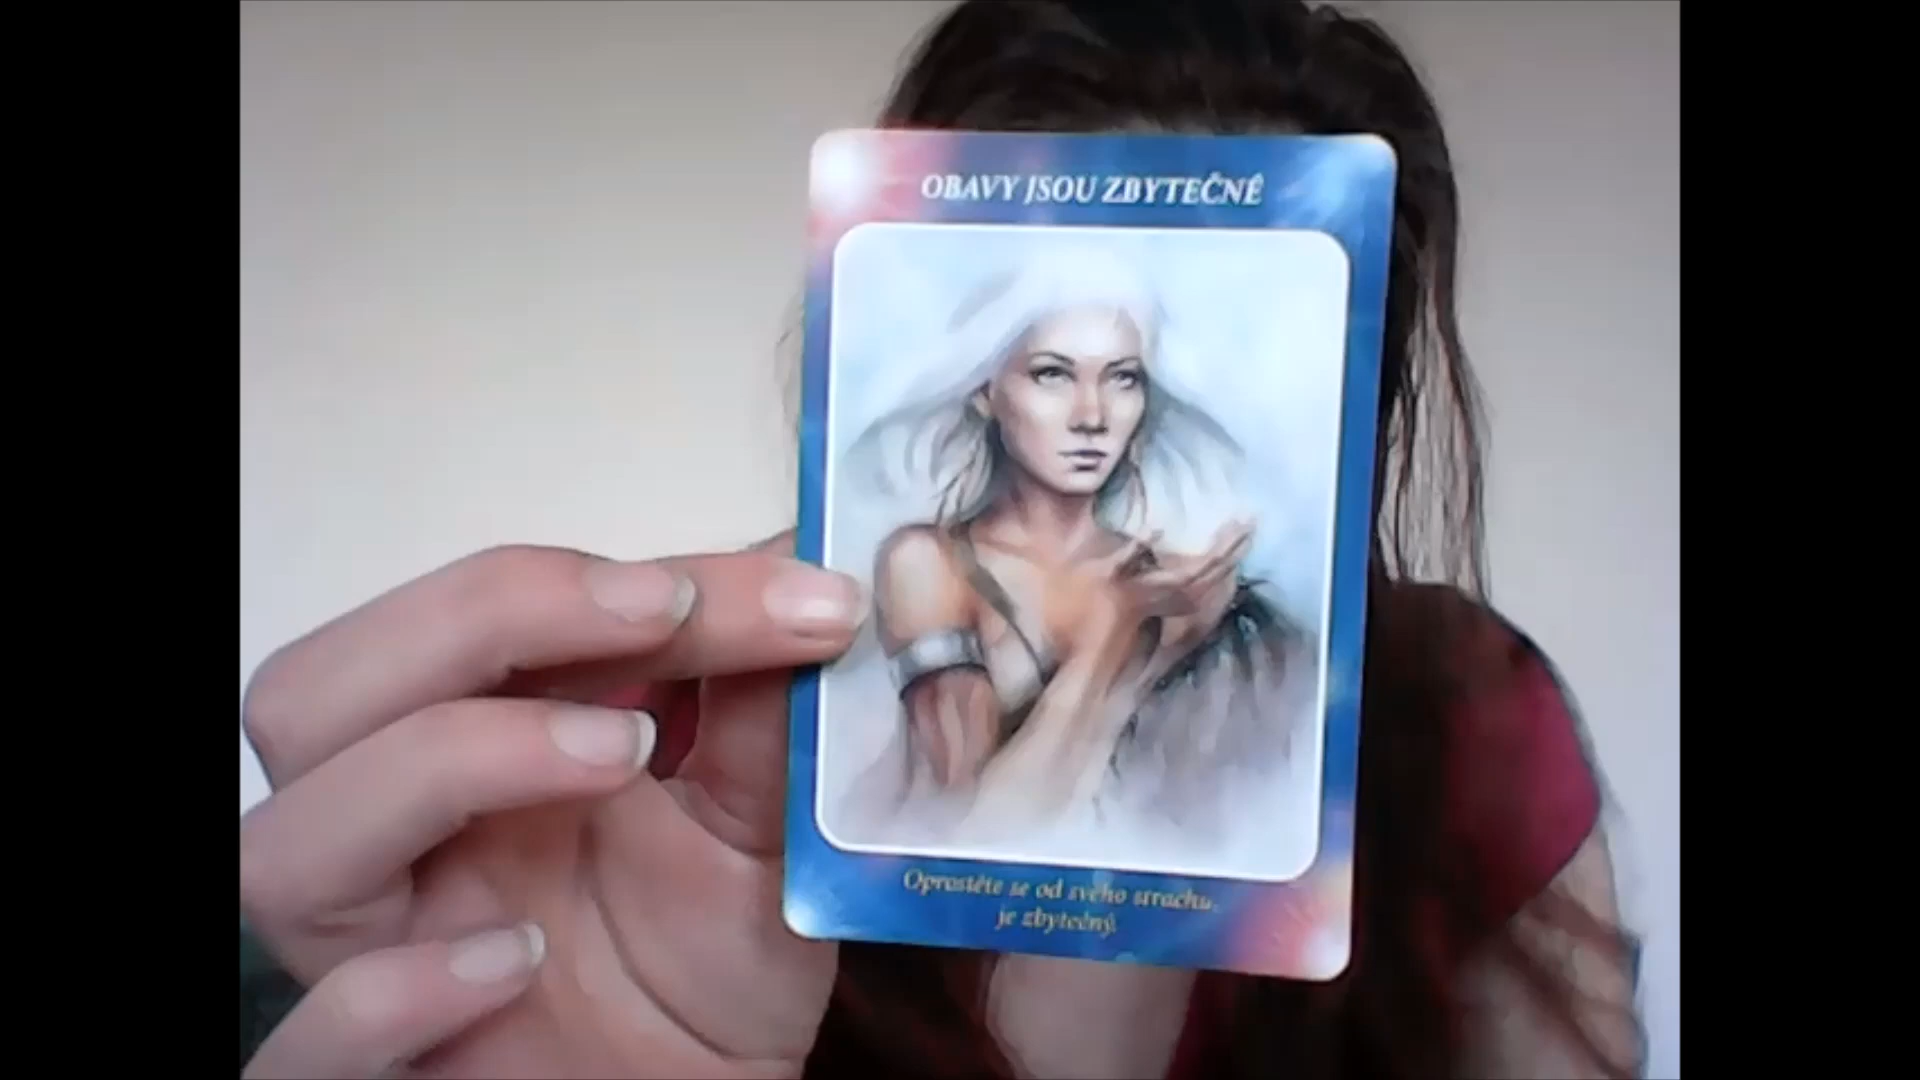 OBAVY JSOU ZBYTEČNÉ
Oprostěte se od svého strachu,
je zbytečný.